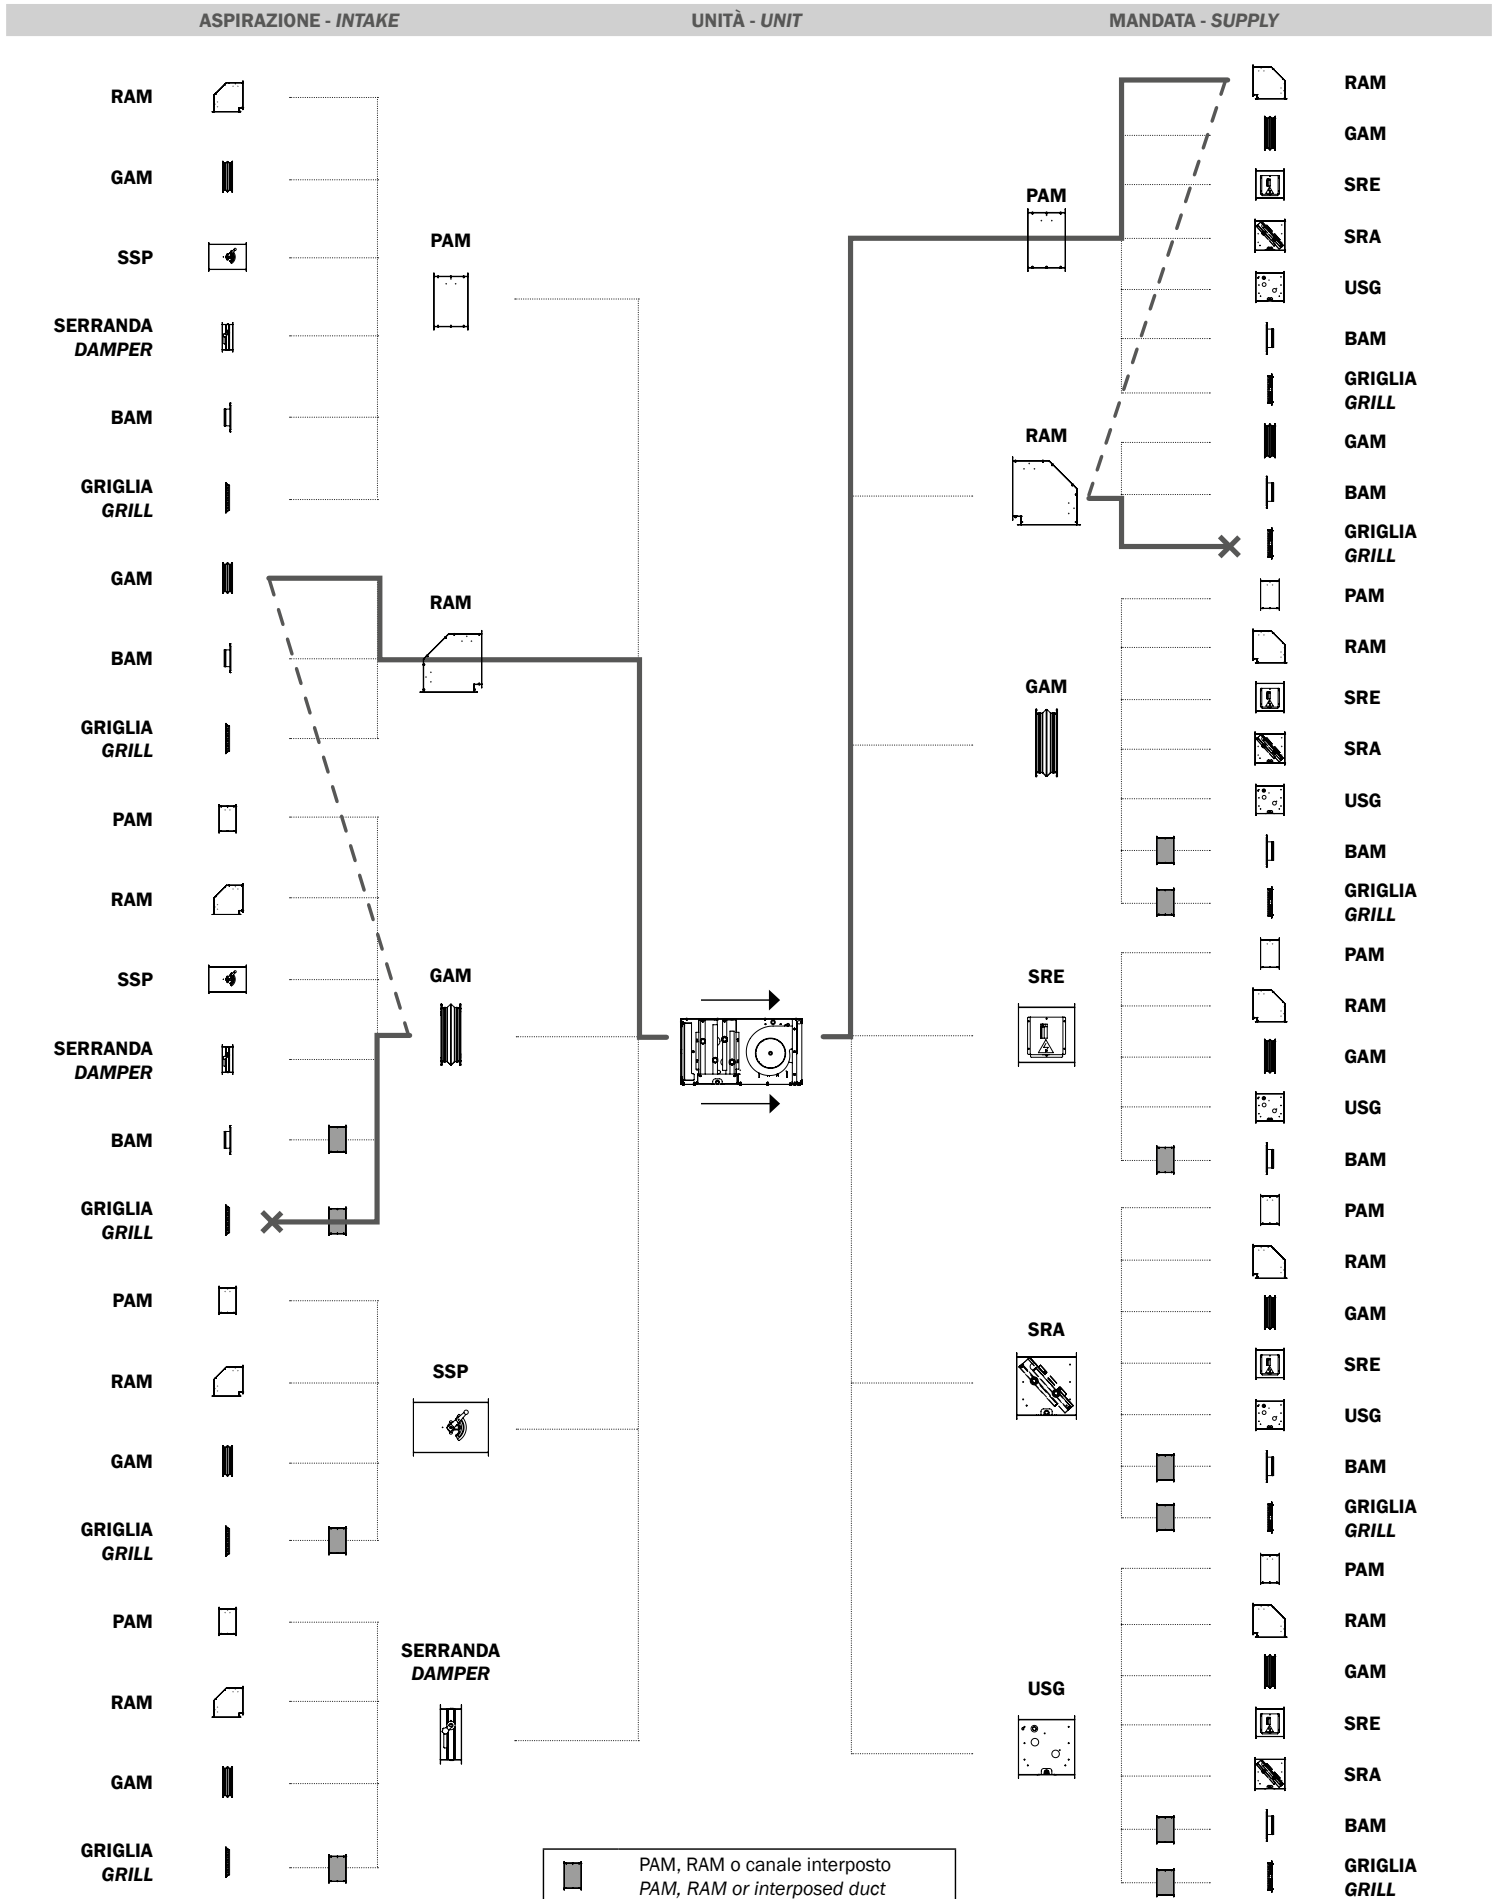 ASPIRAZIONE - INTAKE
UNITÀ - UNIT
MANDATA - SUPPLY
RAM
GAM
SSP
SERRANDA
DAMPER
BAM
GRIGLIA
GRILL
GAM
BAM
GRIGLIA
GRILL
PAM
RAM
SSP
SERRANDA
DAMPER
BAM
GRIGLIA
GRILL
PAM
RAM
GAM
GRIGLIA
GRILL
PAM
RAM
GAM
GRIGLIA
GRILL
PAM
RAM
GAM
SSP
SERRANDA
DAMPER
PAM, RAM o canale interposto
PAM, RAM or interposed duct
PAM
RAM
GAM
SRE
SRA
USG
RAM
GAM
SRE
SRA
USG
BAM
GRIGLIA
GRILL
GAM
BAM
GRIGLIA
GRILL
PAM
RAM
SRE
SRA
USG
BAM
GRIGLIA
GRILL
PAM
RAM
GAM
USG
BAM
PAM
RAM
GAM
SRE
USG
BAM
GRIGLIA
GRILL
PAM
RAM
GAM
SRE
SRA
BAM
GRIGLIA
GRILL